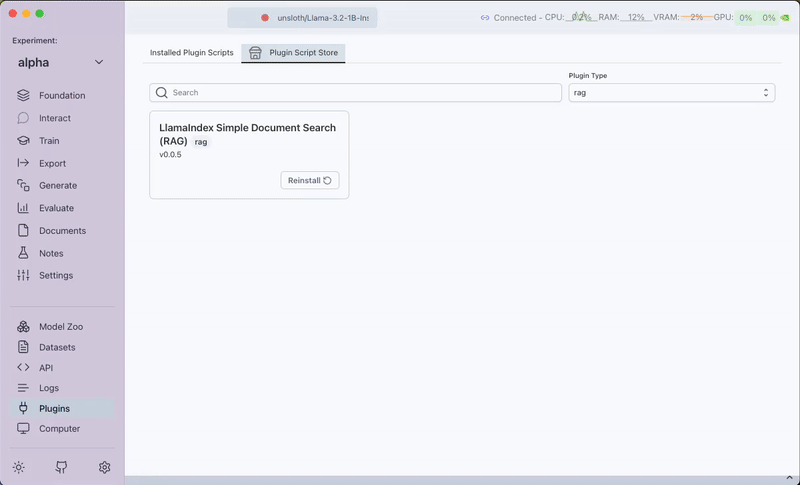 Experiment:
alpha
Foundation
Interact
Train
Export
Generate
Evaluate
Documents
Notes
Settings
Model Zoo
Datasets
API
Logs
Plugins
Computer
unsloth/Llama-3.2-1B-Ins
Connected - CPU: 0.2% RAM: 12% VRAM: 2% GPU: 0% 0%
Installed Plugin Scripts
Plugin Script Store
Plugin Type
Search
rag
LlamaIndex Simple Document Search
(RAG) rag
v0.0.5
Reinstall